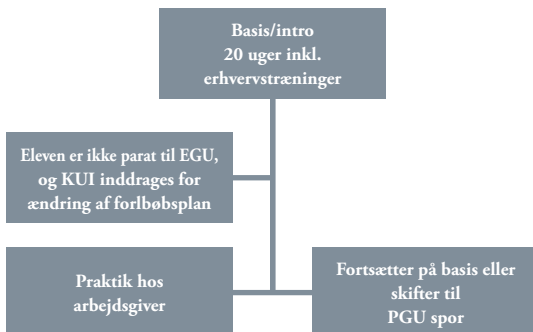 Basis/intro
20 uger inkl.
erhvervstræninger
Eleven er ikke parat til EGU,
og KUI inddrages for
ændring af forlbøbsplan
Praktik hos
arbejdsgiver
Fortsætter på basis eller
skifter til
PGU spor